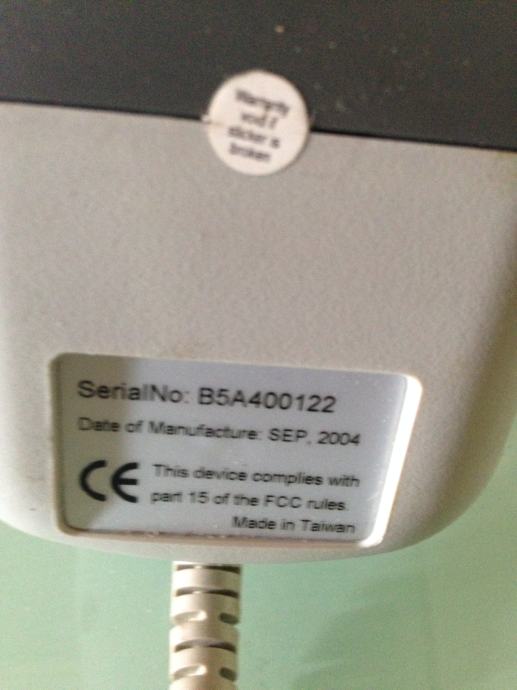 Warranty
void if
sticker is
broken
SerialNo: B5A400122
Date of Manufacture: SEP, 2004
CE This device complies with
part 15 of the FCC rules.
Made in Taiwan